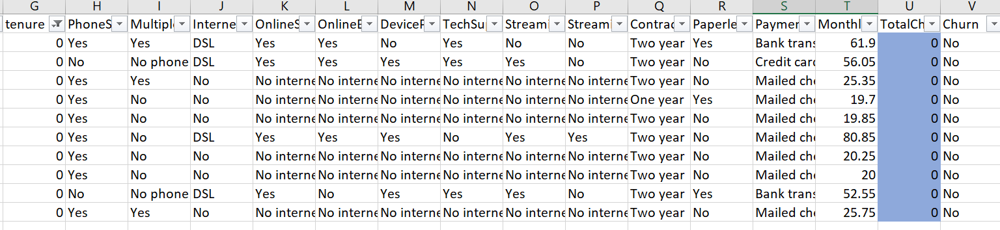 G H I J K L M N O P Q R S T U V
tenure PhoneS Multipl Interne OnlineS OnlineB DeviceP TechSu Streami Streami Contrac Paperle Paymer Monthl TotalCh Churn
0 Yes Yes DSL Yes Yes No Yes No No Two year Yes Bank trans 61.9 0 No
0 No No phone DSL Yes Yes Yes Yes Yes No Two year No Credit card 56.05 0 No
0 Yes Yes No No interne No interne No interne No interne No interne No interne Two year No Mailed che 25.35 0 No
0 Yes No No No interne No interne No interne No interne No interne No interne One year Yes Mailed che 19.7 0 No
0 Yes No No No interne No interne No interne No interne No interne No interne Two year No Mailed che 19.85 0 No
0 Yes No DSL Yes Yes Yes No Yes Yes Two year No Mailed che 80.85 0 No
0 Yes No No No interne No interne No interne No interne No interne No interne Two year No Mailed che 20.25 0 No
0 Yes No No No interne No interne No interne No interne No interne No interne Two year No Mailed che 20 0 No
0 No No phone DSL Yes No Yes Yes Yes No Two year Yes Bank trans 52.55 0 No
0 Yes Yes No No interne No interne No interne No interne No interne No interne Two year No Mailed che 25.75 0 No